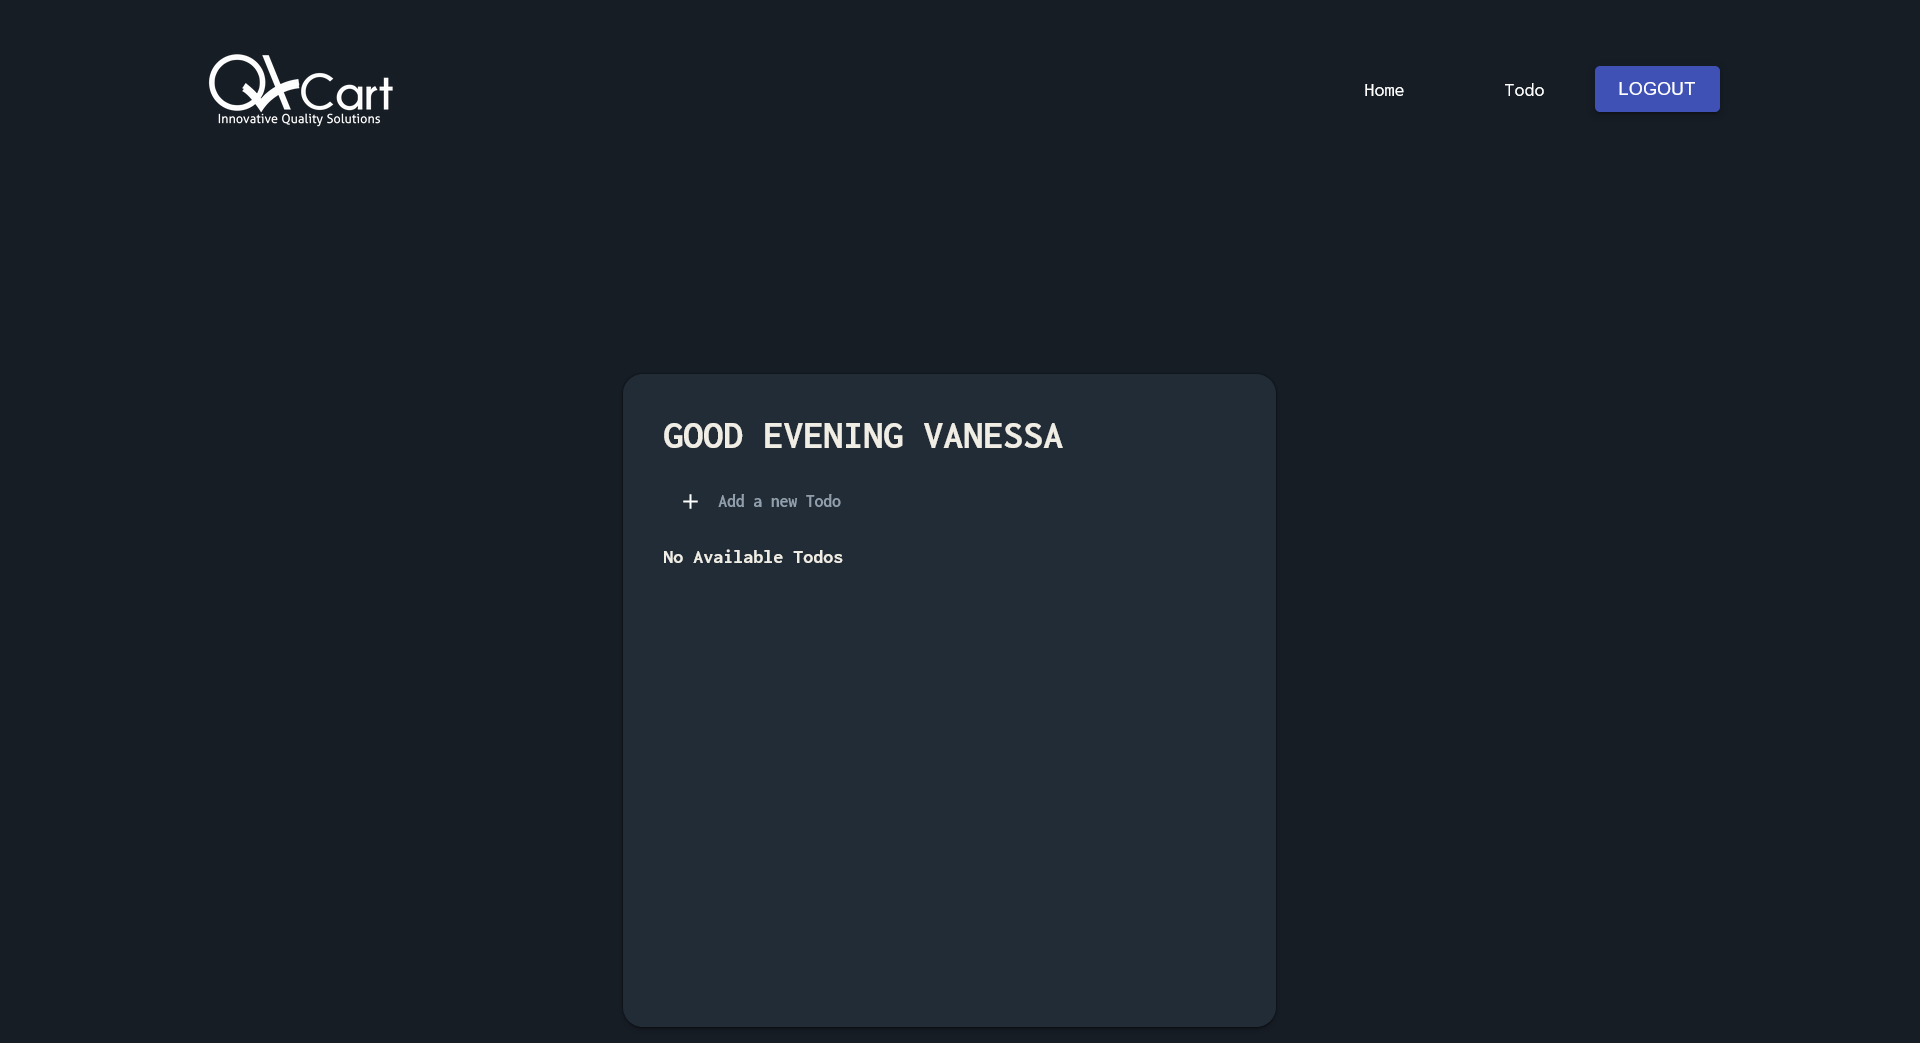 QACart
Innovative Quality Solutions
Home
Todo
LOGOUT
GOOD EVENING VANESSA
Add a new Todo
No Available Todos